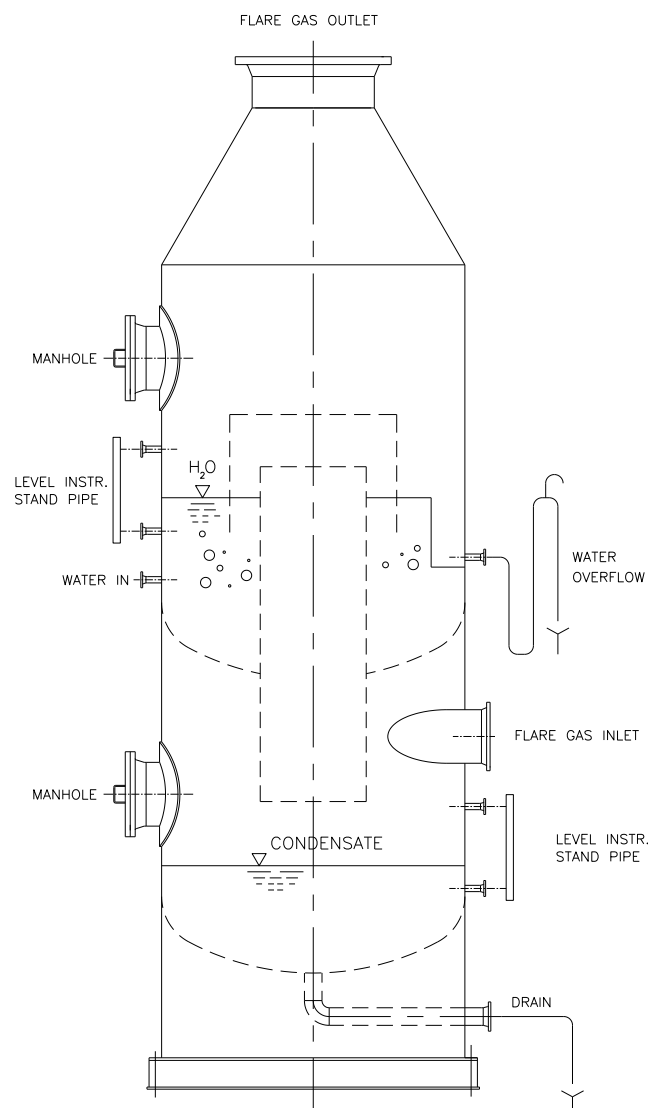 FLARE GAS OUTLET
MANHOLE
H₂O
LEVEL INSTR.
STAND PIPE
WATER IN
WATER
OVERFLOW
FLARE GAS INLET
MANHOLE
CONDENSATE
LEVEL INSTR.
STAND PIPE
DRAIN